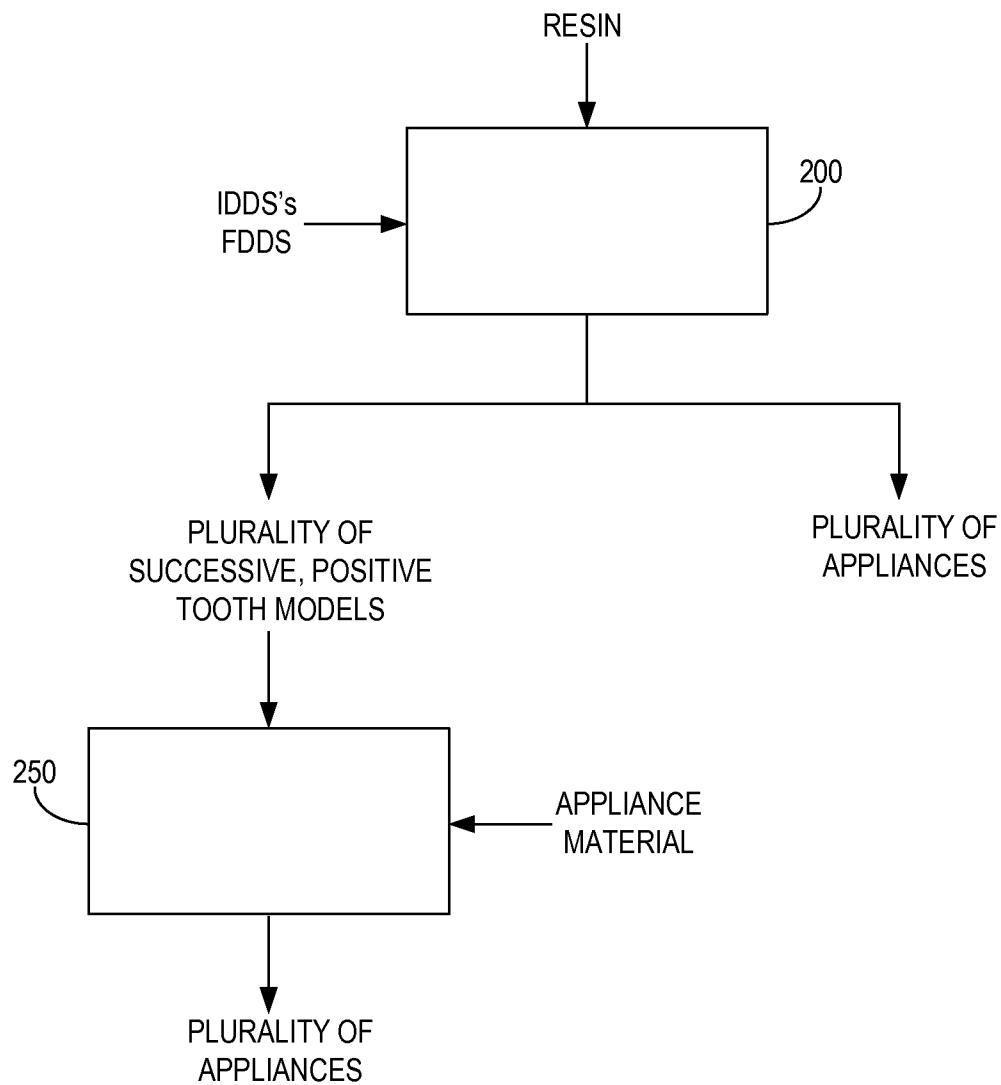 RESIN
200
IDDS's
FDDS
PLURALITY OF
SUCCESSIVE, POSITIVE
TOOTH MODELS
PLURALITY OF
APPLIANCES
250
APPLIANCE
MATERIAL
PLURALITY OF
APPLIANCES